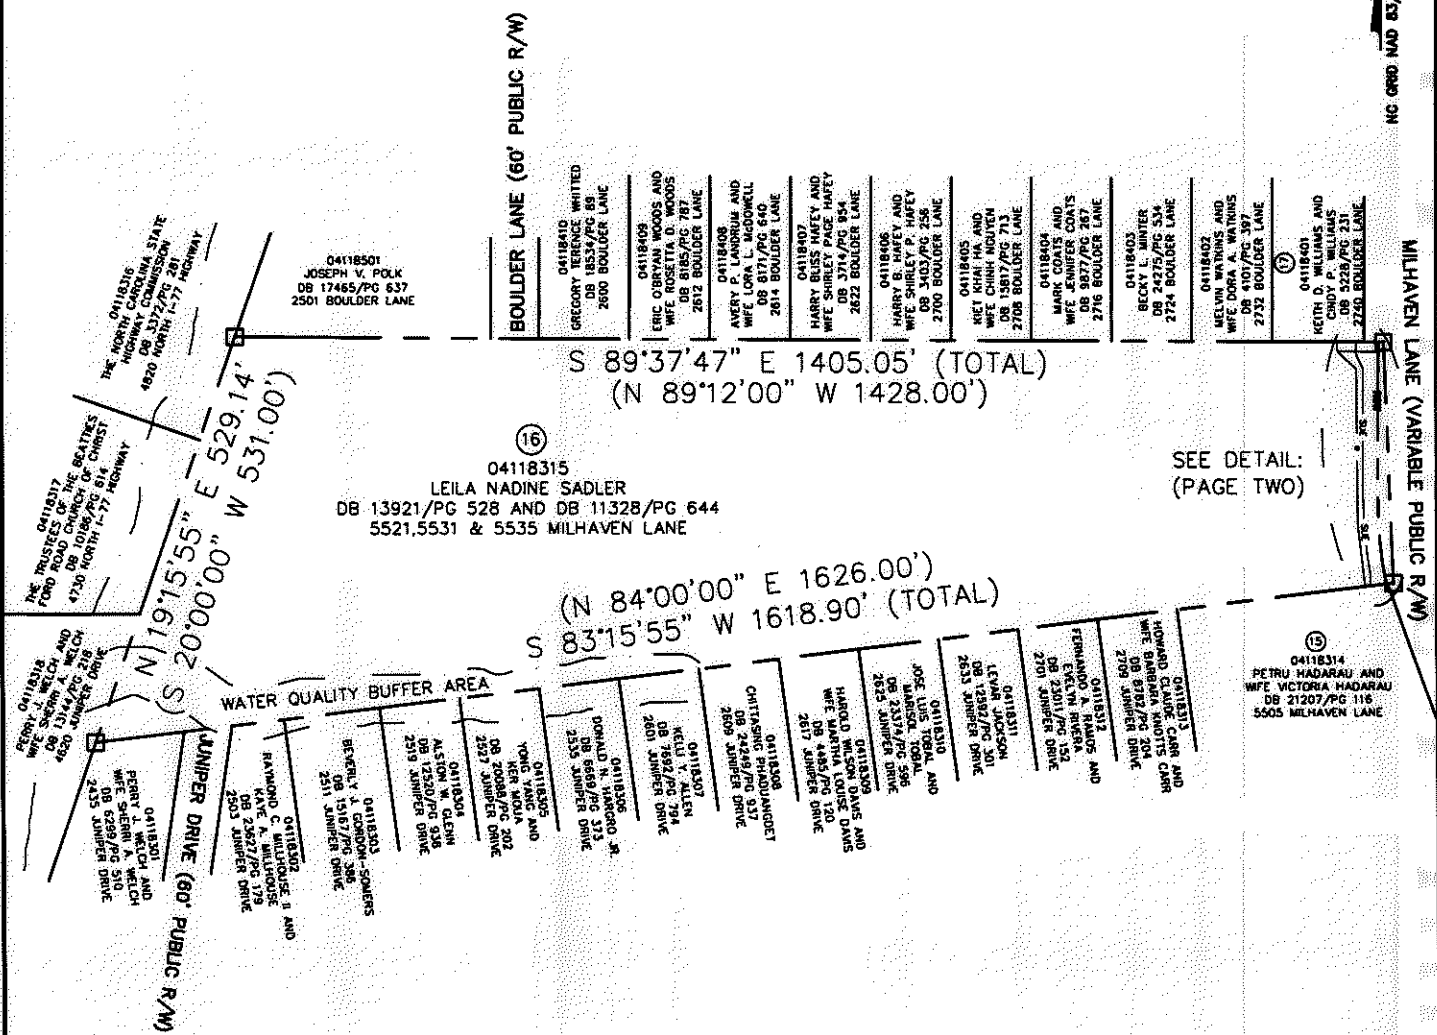 NC GRID NAD 83/
BOULDER LANE (60' PUBLIC R/W)
04118316
THE NORTH CAROLINA STATE
HIGHWAY COMMISSION
DB 3372/PG 281
4820 NORTH I-77 HIGHWAY
04118501
JOSEPH V. POLK
DB 17465/PG 637
2501 BOULDER LANE
04118410
GREGORY TERENCE WHITTED
DB 18534/PG 89
2600 BOULDER LANE
04118409
ERIC O'BRYAN WOODS AND
WIFE ROSETTA D. WOODS
DB 8185/PG 787
2612 BOULDER LANE
04118408
AVERY P. LANDRUM AND
WIFE LORA L. McDOWELL
DB 8171/PG 640
2614 BOULDER LANE
04118407
HARRY BLISS HAFEY AND
WIFE SHIRLEY PAGE HAFEY
DB 3714/PG 954
2622 BOULDER LANE
04118406
HARRY B. HAFEY AND
WIFE SHIRLEY P. HAFEY
DB 3403/PG 256
2700 BOULDER LANE
04118405
KIET KHAI HA AND
WIFE CHINH NGUYEN
DB 15817/PG 713
2708 BOULDER LANE
04118404
MARK COATS AND
WIFE JENNIFER COATS
DB 9877/PG 267
2716 BOULDER LANE
04118403
BECKY L. MINTER
DB 24275/PG 534
2724 BOULDER LANE
04118402
MELVIN WATKINS AND
WIFE DORA A. WATKINS
DB 4101/PG 397
2732 BOULDER LANE
17
04118401
KEITH D. WILLIAMS AND
CINDY P. WILLIAMS
DB 5228/PG 231
2740 BOULDER LANE
MILHAVEN LANE (VARIABLE PUBLIC R/W)
S 89°37'47" E 1405.05' (TOTAL)
(N 89°12'00" W 1428.00')
04118317
THE TRUSTEES OF THE BEATTIES
FORD ROAD CHURCH OF CHRIST
DB 10186/PG 614
4730 NORTH I-77 HIGHWAY
N 19°15'55" E 529.14'
(S 20°00'00" W 531.00')
16
04118315
LEILA NADINE SADLER
DB 13921/PG 528 AND DB 11328/PG 644
5521,5531 & 5535 MILHAVEN LANE
SEE DETAIL:
(PAGE TWO)
SUE
SUE
(N 84°00'00" E 1626.00')
S 83°15'55" W 1618.90' (TOTAL)
04118318
PERRY J. WELCH AND
WIFE SHERRI A. WELCH
DB 13144/PG 218
4620 JUNIPER DRIVE
WATER QUALITY BUFFER AREA
JUNIPER DRIVE (60' PUBLIC R/W)
04118301
PERRY J. WELCH AND
WIFE SHERRI A. WELCH
DB 6299/PG 510
2435 JUNIPER DRIVE
04118302
RAYMOND C. MILLHOUSE II AND
KAYE A. MILLHOUSE
DB 23627/PG 179
2503 JUNIPER DRIVE
04118303
BEVERLY J. GORDON-SOMERS
DB 15167/PG 386
2511 JUNIPER DRIVE
04118304
ALSTON W. GLENN
DB 12520/PG 936
2519 JUNIPER DRIVE
04118305
YONG YANG AND
KER MOUA
DB 20088/PG 202
2527 JUNIPER DRIVE
04118306
DONALD N. HARGRO JR.
DB 6669/PG 373
2535 JUNIPER DRIVE
04118307
KELLI Y. ALLEN
DB 7692/PG 794
2601 JUNIPER DRIVE
04118308
CHITTASING PHADUANGDET
DB 24249/PG 937
2609 JUNIPER DRIVE
04118309
HAROLD WILSON DAVIS AND
WIFE MARTHA LOUISE DAVIS
DB 4485/PG 120
2617 JUNIPER DRIVE
04118310
JOSE LUIS TOBAL AND
MARISA JOSE TOBAL
DB 23374/PG 596
2625 JUNIPER DRIVE
04118311
LEVAN JACKSON
DB 12892/PG 301
2633 JUNIPER DRIVE
04118312
FERNANDO A. RAMOS AND
EVELYN RIVERA
DB 23011/PG 152
2701 JUNIPER DRIVE
04118313
HOWARD CLAUDE CARR AND
WIFE BARBARA KNOTTS CARR
DB 8782/PG 204
2709 JUNIPER DRIVE
15
04118314
PETRU HADARAU AND
WIFE VICTORIA HADARAU
DB 21207/PG 116
5505 MILHAVEN LANE